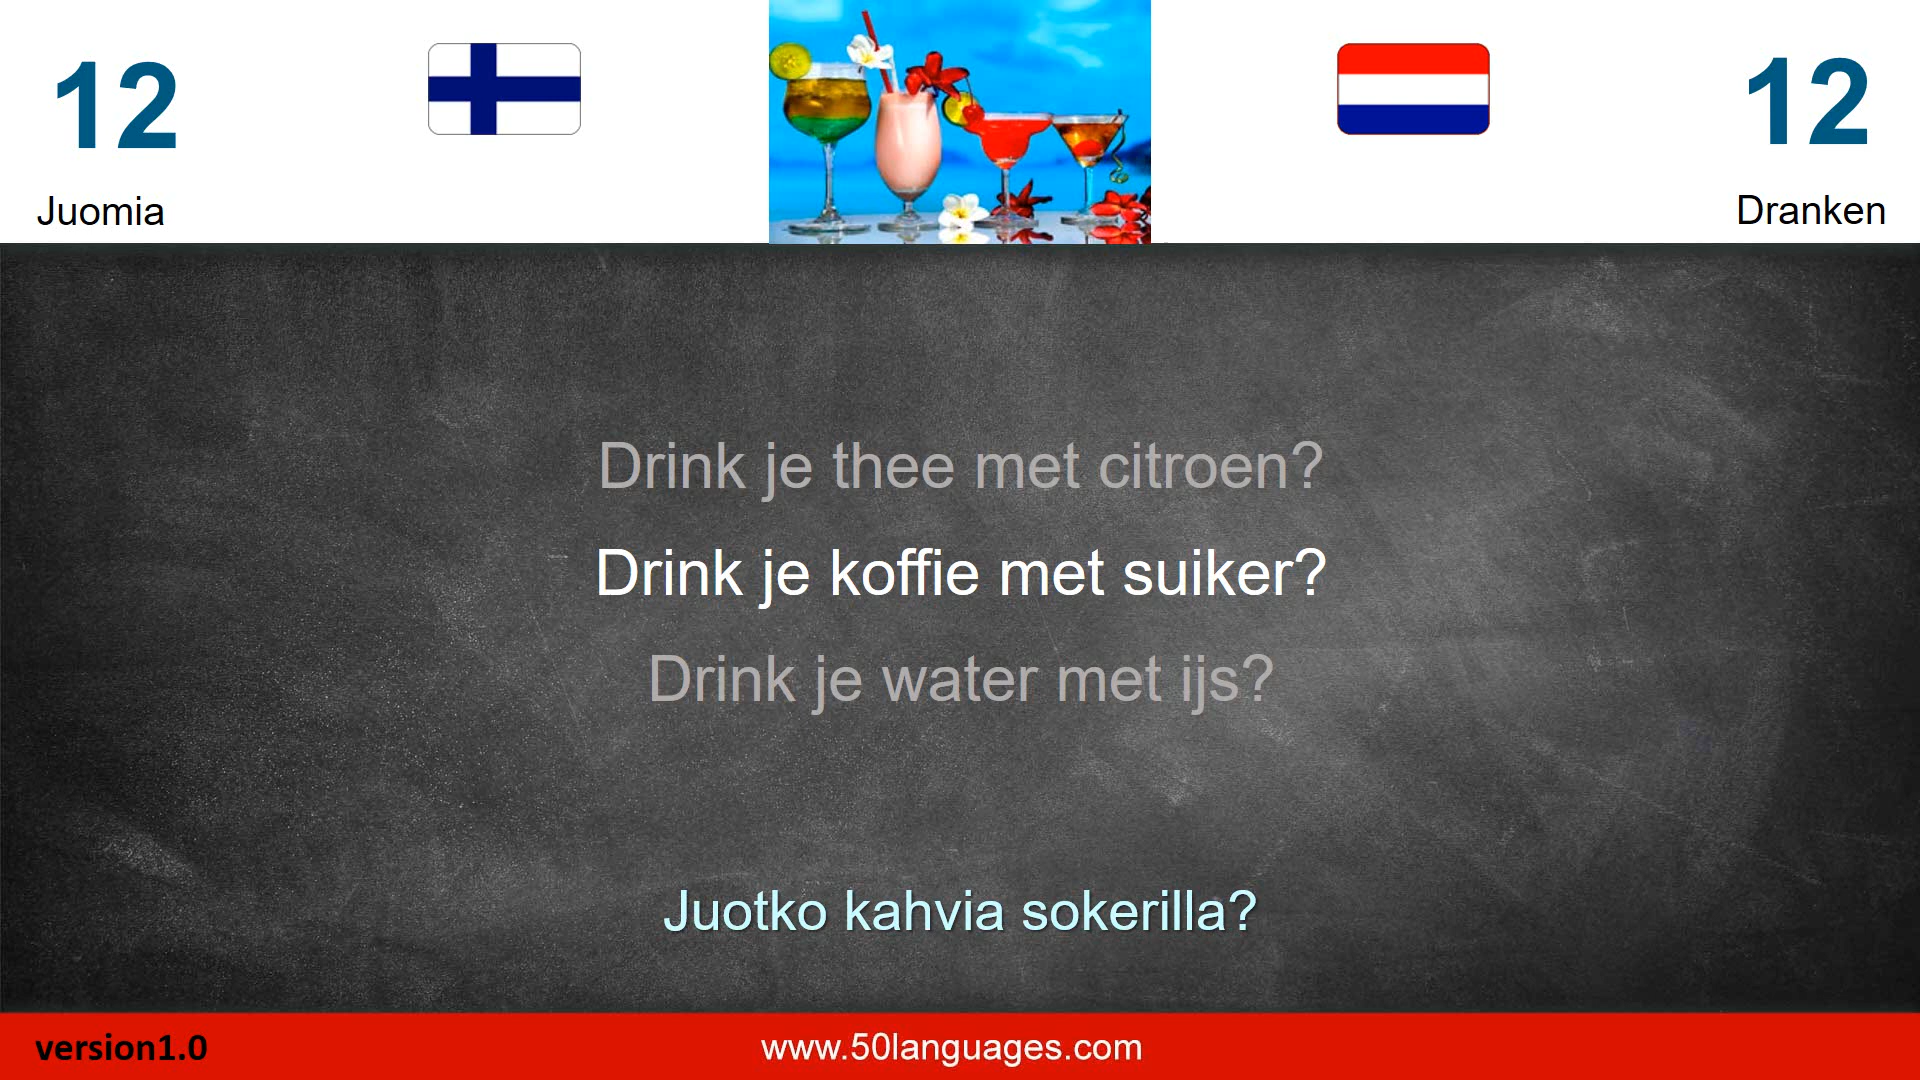 12
12
Juomia
Dranken
Drink je thee met citroen?
Drink je koffie met suiker?
Drink je water met ijs?
Juotko kahvia sokerilla?
version1.0
www.50languages.com